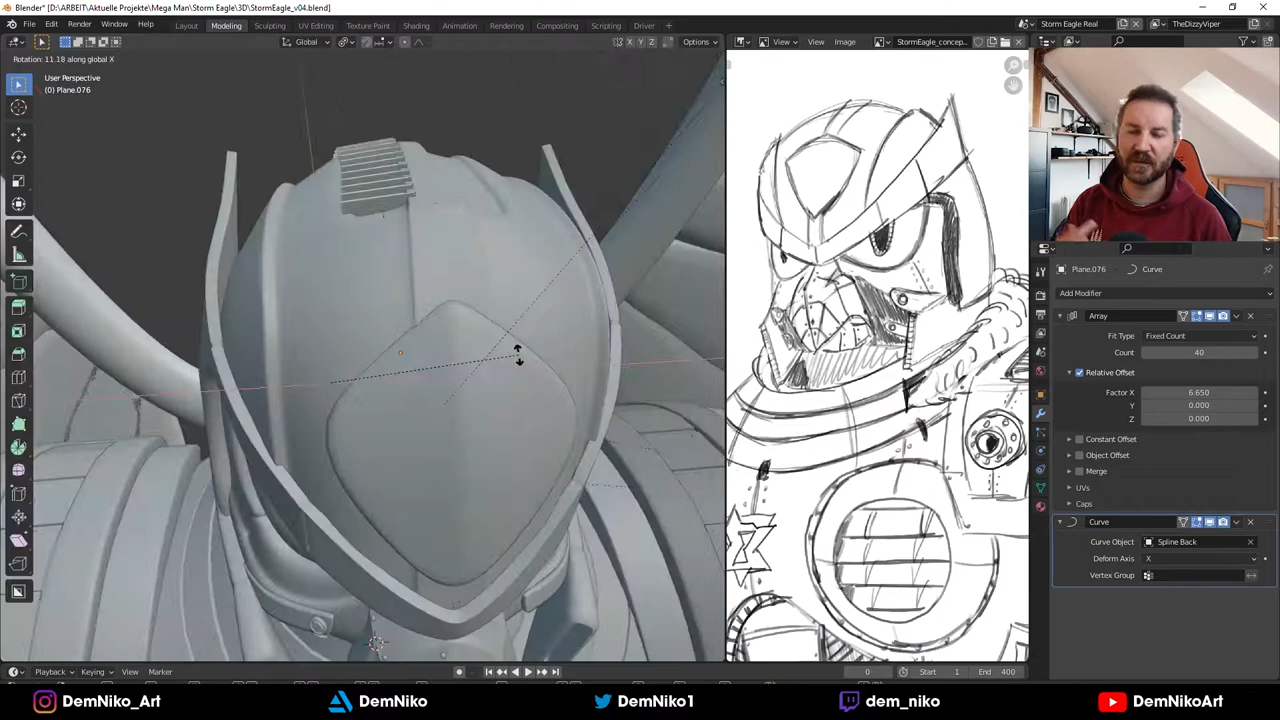 Blender* [D:\ARBEIT\Aktuelle Projekte\Mega Man\Storm Eagle\3D\StormEagle_v04.blend]
File Edit Render Window Help Layout Modeling Sculpting UV Editing Texture Paint Shading Animation Rendering Compositing Scripting Driver + Storm Eagle Real TheDizzyViper
Global X Y Z Options View View Image StormEagle_concep...
Rotation: 11.18 along global X
User Perspective
(0) Plane.076
Plane.076 Curve
Add Modifier
Array
Fit Type Fixed Count
Count 40
Relative Offset
Factor X 6.650
Y 0.000
Z 0.000
Constant Offset
Object Offset
Merge
UVs
Caps
Curve
Curve Object Spline Back
Deform Axis X
Vertex Group
Playback Keying View Marker 0 Start 1 End 400
DemNiko_Art DemNiko DemNiko1 dem_niko DemNikoArt